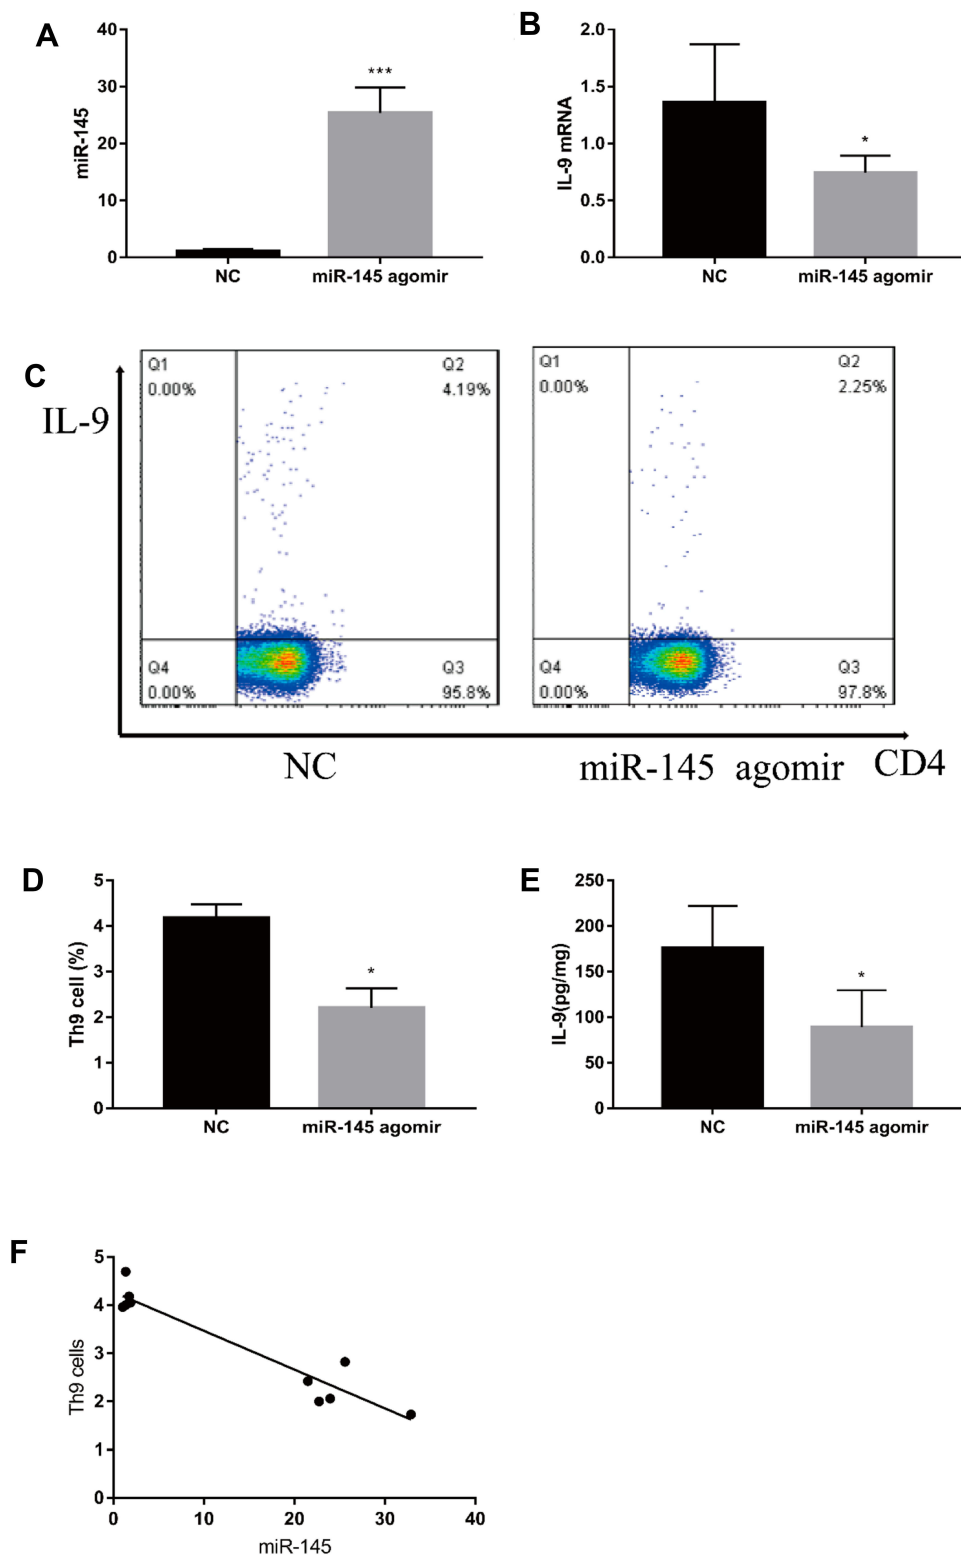 A
40
30
20
10
0
miR-145
***
NC
miR-145 agomir
B
2.0
1.5
1.0
0.5
0.0
IL-9 mRNA
*
NC
miR-145 agomir
C
IL-9
Q1
0.00%
Q2
4.19%
Q4
0.00%
Q3
95.8%
Q1
0.00%
Q2
2.25%
Q4
0.00%
Q3
97.8%
NC
miR-145 agomir
CD4
D
5
4
3
2
1
0
Th9 cell (%)
*
NC
miR-145 agomir
E
250
200
150
100
50
0
IL-9(pg/mg)
*
NC
miR-145 agomir
F
5
4
3
2
1
0
Th9 cells
0 10 20 30 40
miR-145